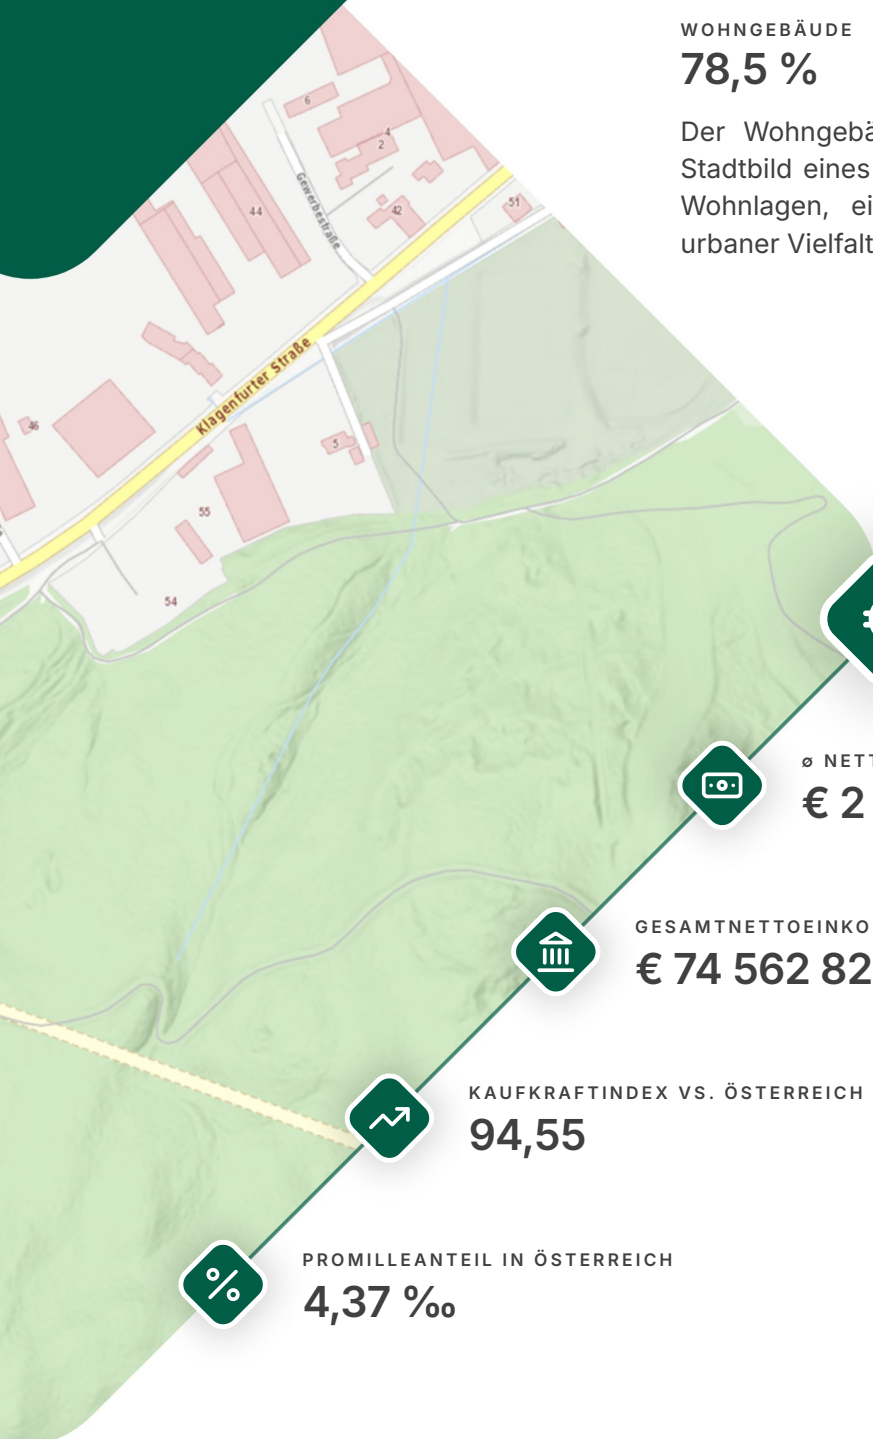 WOHNGEBÄUDE
78,5 %
Der Wohngebä
Stadtbild eines
Wohnlagen, ei
urbaner Vielfalt
6
4
2
Gewerbestraße
44
42
51
Klagenfurter Straße
46
5
55
54
ø NETT
€ 2
GESAMTNETTOEINKO
€ 74 562 82
KAUFKRAFTINDEX VS. ÖSTERREICH
94,55
PROMILLEANTEIL IN ÖSTERREICH
4,37 ‰